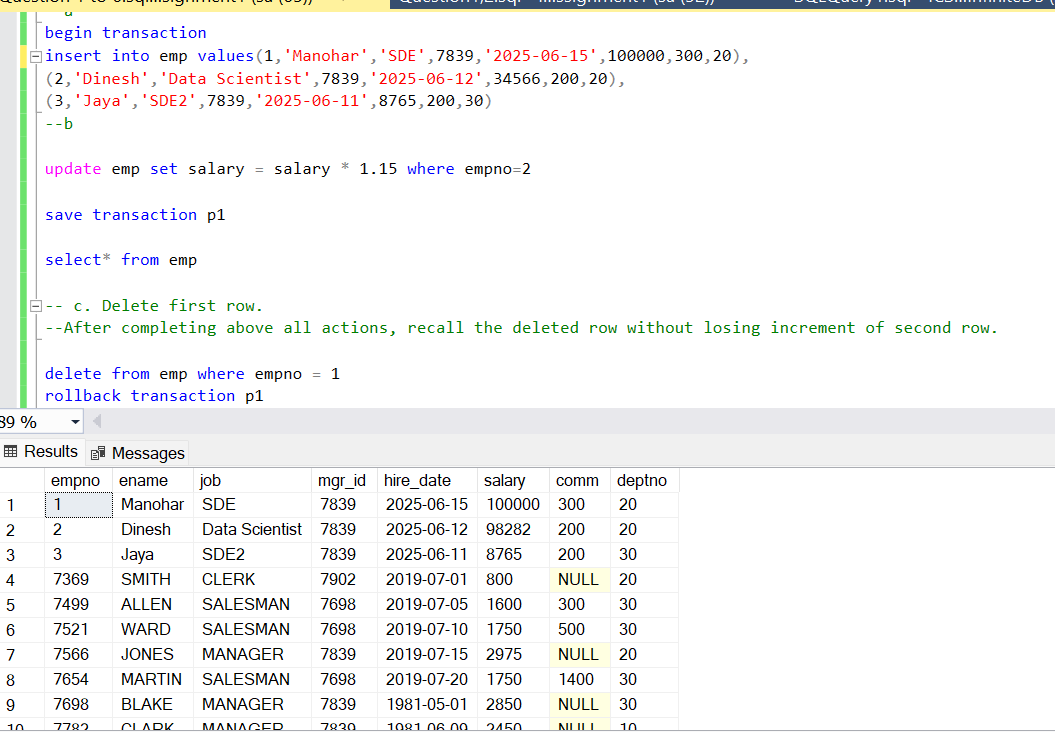 begin transaction
insert into emp values(1,'Manohar','SDE',7839,'2025-06-15',100000,300,20),
(2,'Dinesh','Data Scientist',7839,'2025-06-12',34566,200,20),
(3,'Jaya','SDE2',7839,'2025-06-11',8765,200,30)
--b
update emp set salary = salary * 1.15 where empno=2
save transaction p1
select* from emp
-- c. Delete first row.
--After completing above all actions, recall the deleted row without losing increment of second row.
delete from emp where empno = 1
rollback transaction p1
89 %
Results Messages
empno ename job mgr_id hire_date salary comm deptno
1 1 Manohar SDE 7839 2025-06-15 100000 300 20
2 2 Dinesh Data Scientist 7839 2025-06-12 98282 200 20
3 3 Jaya SDE2 7839 2025-06-11 8765 200 30
4 7369 SMITH CLERK 7902 2019-07-01 800 NULL 20
5 7499 ALLEN SALESMAN 7698 2019-07-05 1600 300 30
6 7521 WARD SALESMAN 7698 2019-07-10 1750 500 30
7 7566 JONES MANAGER 7839 2019-07-15 2975 NULL 20
8 7654 MARTIN SALESMAN 7698 2019-07-20 1750 1400 30
9 7698 BLAKE MANAGER 7839 1981-05-01 2850 NULL 30
10 7782 CLARK MANAGER 7839 1981-06-09 2450 NULL 10